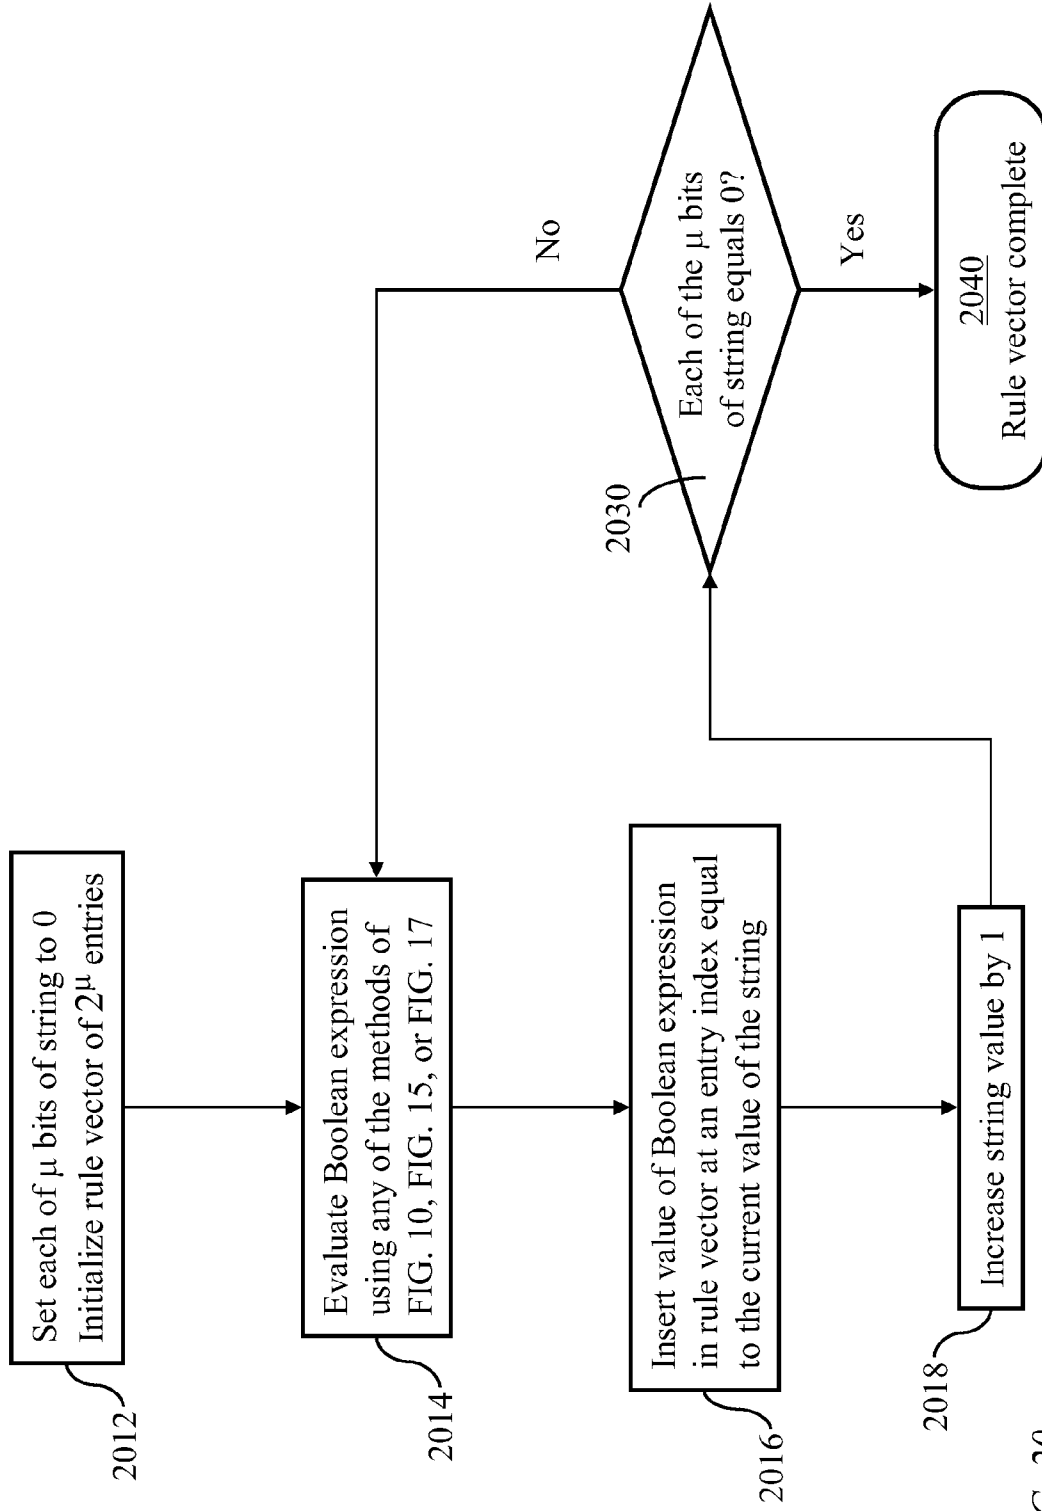 2012
Set each of μ bits of string to 0
Initialize rule vector of 2^μ entries
2014
Evaluate Boolean expression
using any of the methods of
FIG. 10, FIG. 15, or FIG. 17
2016
Insert value of Boolean expression
in rule vector at an entry index equal
to the current value of the string
2018
Increase string value by 1
2030
Each of the μ bits
of string equals 0?
No
Yes
2040
Rule vector complete